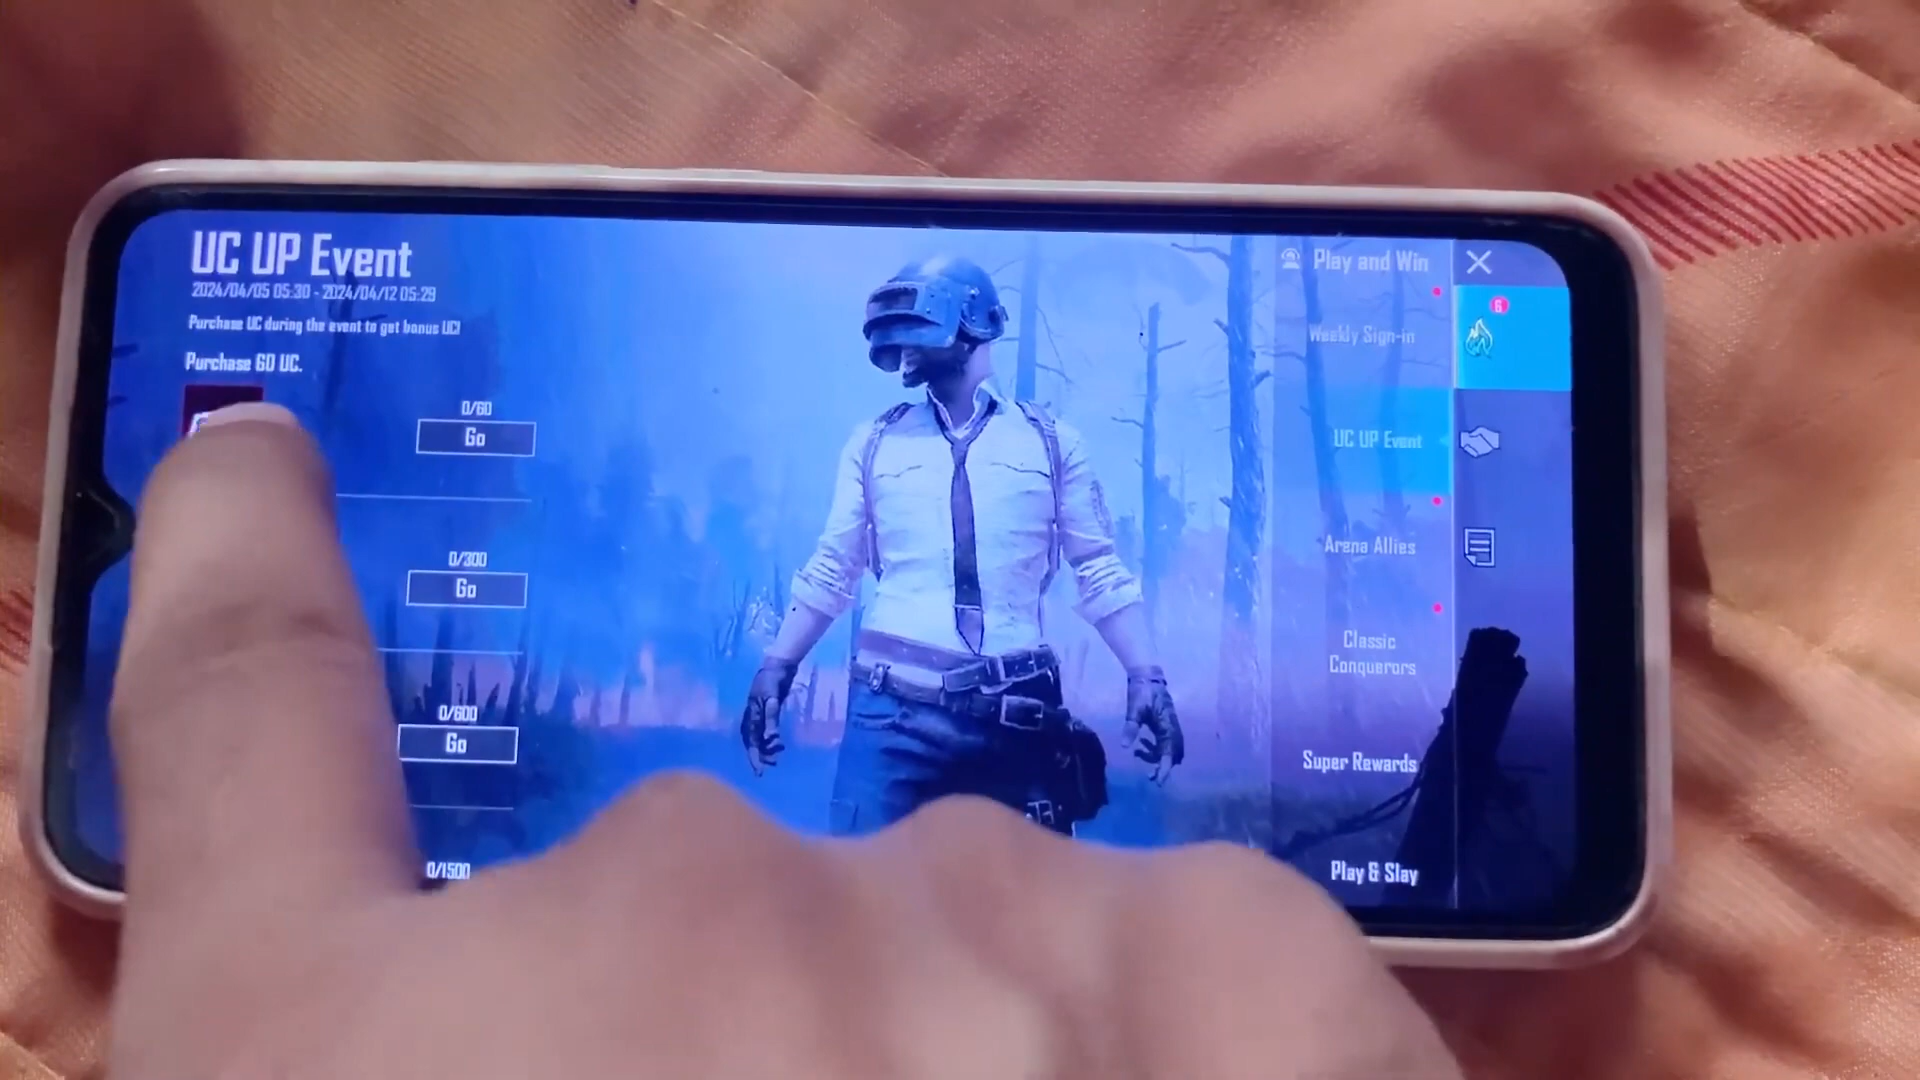 UC UP Event
2024/04/05 05:30 - 2024/04/12 05:29
Purchase UC during the event to get bonus UC!
Purchase 60 UC.
0/60
Go
0/300
Go
0/600
Go
0/1500
Play and Win
6
Weekly Sign-in
UC UP Event
Arena Allies
Classic
Conquerors
Super Rewards
Play & Slay